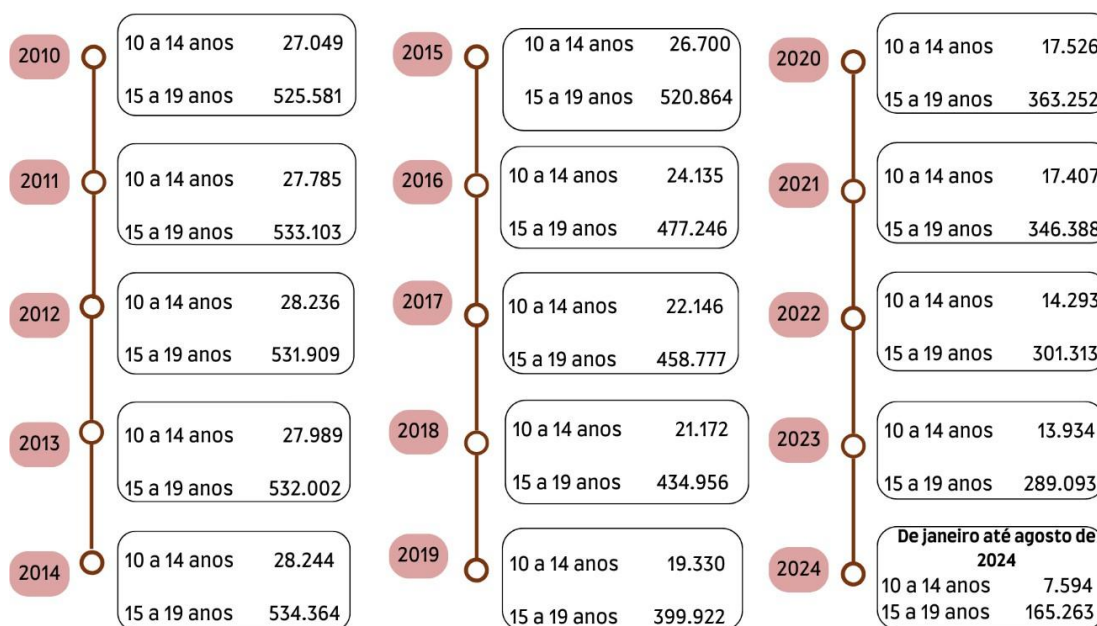 2010
10 a 14 anos 27.049
15 a 19 anos 525.581
2011
10 a 14 anos 27.785
15 a 19 anos 533.103
2012
10 a 14 anos 28.236
15 a 19 anos 531.909
2013
10 a 14 anos 27.989
15 a 19 anos 532.002
2014
10 a 14 anos 28.244
15 a 19 anos 534.364
2015
10 a 14 anos 26.700
15 a 19 anos 520.864
2016
10 a 14 anos 24.135
15 a 19 anos 477.246
2017
10 a 14 anos 22.146
15 a 19 anos 458.777
2018
10 a 14 anos 21.172
15 a 19 anos 434.956
2019
10 a 14 anos 19.330
15 a 19 anos 399.922
2020
10 a 14 anos 17.526
15 a 19 anos 363.252
2021
10 a 14 anos 17.407
15 a 19 anos 346.388
2022
10 a 14 anos 14.293
15 a 19 anos 301.313
2023
10 a 14 anos 13.934
15 a 19 anos 289.093
2024
De janeiro até agosto de
2024
10 a 14 anos 7.594
15 a 19 anos 165.263